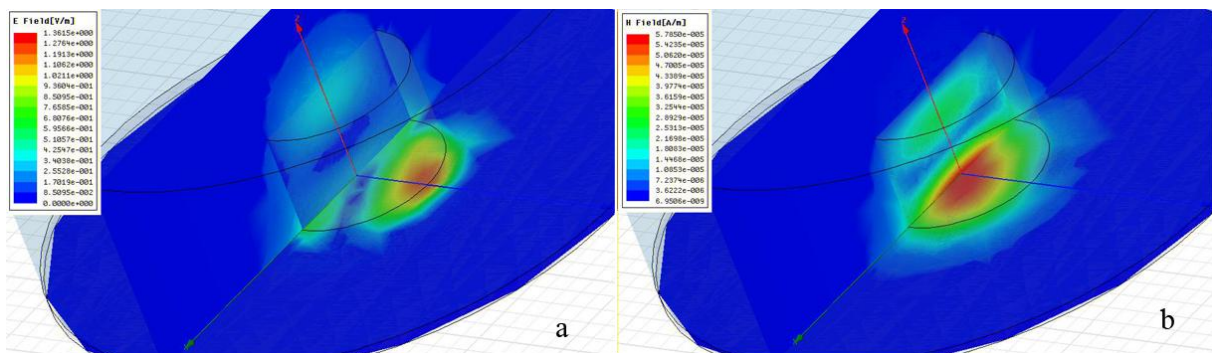 E Field[V/m]
1.3615e+000
1.2764e+000
1.1913e+000
1.1062e+000
1.0211e+000
9.3604e-001
8.5095e-001
7.6585e-001
6.8076e-001
5.9566e-001
5.1057e-001
4.2547e-001
3.4038e-001
2.5528e-001
1.7019e-001
8.5095e-002
0.0000e+000
Z
a
H Field[A/m]
5.7850e-005
5.4235e-005
5.0620e-005
4.7005e-005
4.3389e-005
3.9774e-005
3.6159e-005
3.2544e-005
2.8929e-005
2.5313e-005
2.1698e-005
1.8083e-005
1.4468e-005
1.0853e-005
7.2374e-006
3.6222e-006
6.9506e-009
Z
b